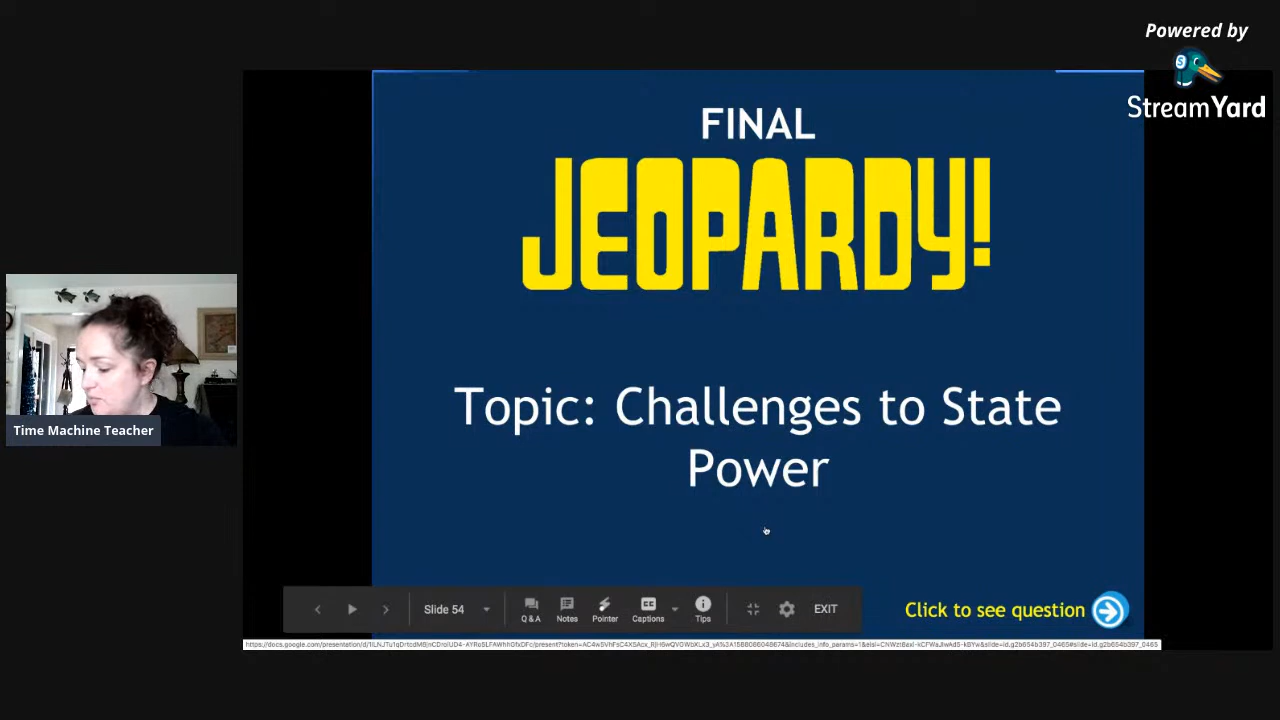 Powered by
StreamYard
FINAL
JEOPARDY!
Topic: Challenges to State
Power
Time Machine Teacher
Slide 54
Q & A
Notes
Pointer
CC
Captions
Tips
EXIT
Click to see question